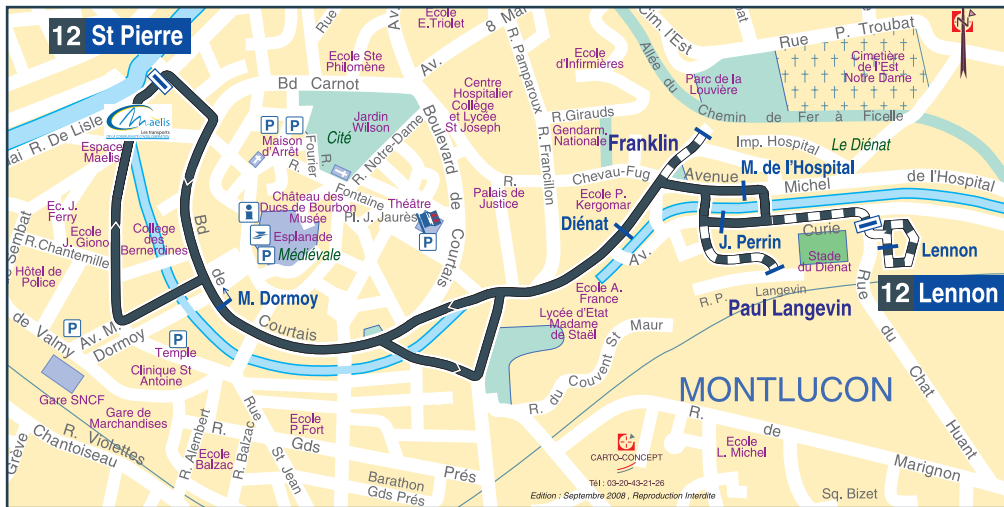 12 St Pierre
Ecole
E.Triolet
8 Mai
Av.
R. Pamparoux
Cim. l'Est
Allée du
Rue P. Troubat
Cimetière
de l'Est
Notre Dame
N
Ecole Ste
Philomène
Bd Carnot
Ecole
d'Infirmières
Parc de la
Louvière
Centre
Hospitalier
Collège
et Lycée
St Joseph
Boulevard de Courtais
Jardin
Wilson
Cité
R. Notre-Dame
R. Fourier
Maison
d'Arrêt
P
P
R.Girauds
Gendarm.
Nationale
R. Francillon
Chemin de Fer à Ficelle
Imp. Hospital
Le Diénat
Franklin
Maelis
Les transports
R. De Lisle
Espace
Maelis
R. Fontaine
Théâtre
Pl. J. Jaurès
P
Château des
Ducs de Bourbon
Musée
Esplanade
Médiévale
i
P
Palais de
Justice
R. Chevau-Fug
Ecole P.
Kergomar
Diénat
Avenue Michel de l'Hospital
M. de l'Hospital
J. Perrin
Curie
Stade
du Diénat
Lennon
12 Lennon
Ec. J.
Ferry
Sembat
R.Chantemille
Ecole
J. Giono
College
des
Bernerdines
Bd de Courtais
Hôtel de
Police
M. Dormoy
Av.
Ecole A.
France
Lycée d'Etat
Madame
de Staël
R. P. Langevin
Paul Langevin
Rue du Chat Huant
de Valmy
Av. M.
Dormoy
P
P
Temple
Clinique St
Antoine
Gare SNCF
Gare de
Marchandises
R. du Couvent St Maur
MONTLUCON
R. Violettes
Chantoiseau
Grève
R. Alembert
R.
Ecole
Balzac
R. Balzac
Rue St Jean
Ecole
P.Fort
Gds Prés
Barathon
Gds Prés
CARTO-CONCEPT
Tél : 03-20-43-21-26
Edition : Septembre 2008 , Reproduction Interdite
R. de Marignon
Ecole
L. Michel
Sq. Bizet